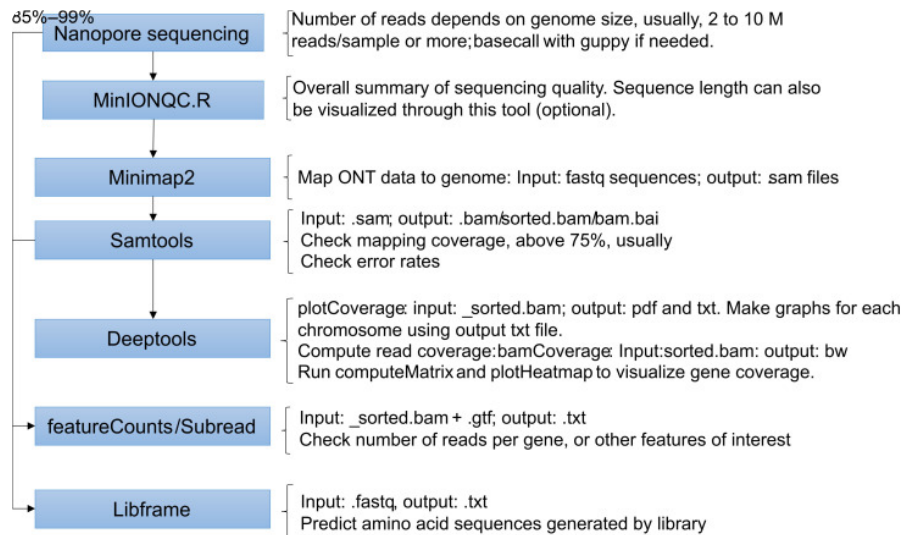 85%–99%
Nanopore sequencing
Number of reads depends on genome size, usually, 2 to 10 M
reads/sample or more;basecall with guppy if needed.
MinIONQC.R
Overall summary of sequencing quality. Sequence length can also
be visualized through this tool (optional).
Minimap2
Map ONT data to genome: Input: fastq sequences; output: sam files
Samtools
Input: .sam; output: .bam/sorted.bam/bam.bai
Check mapping coverage, above 75%, usually
Check error rates
Deeptools
plotCoverage: input: _sorted.bam; output: pdf and txt. Make graphs for each
chromosome using output txt file.
Compute read coverage:bamCoverage: Input:sorted.bam: output: bw
Run computeMatrix and plotHeatmap to visualize gene coverage.
featureCounts/Subread
Input: _sorted.bam + .gtf; output: .txt
Check number of reads per gene, or other features of interest
Libframe
Input: .fastq, output: .txt
Predict amino acid sequences generated by library